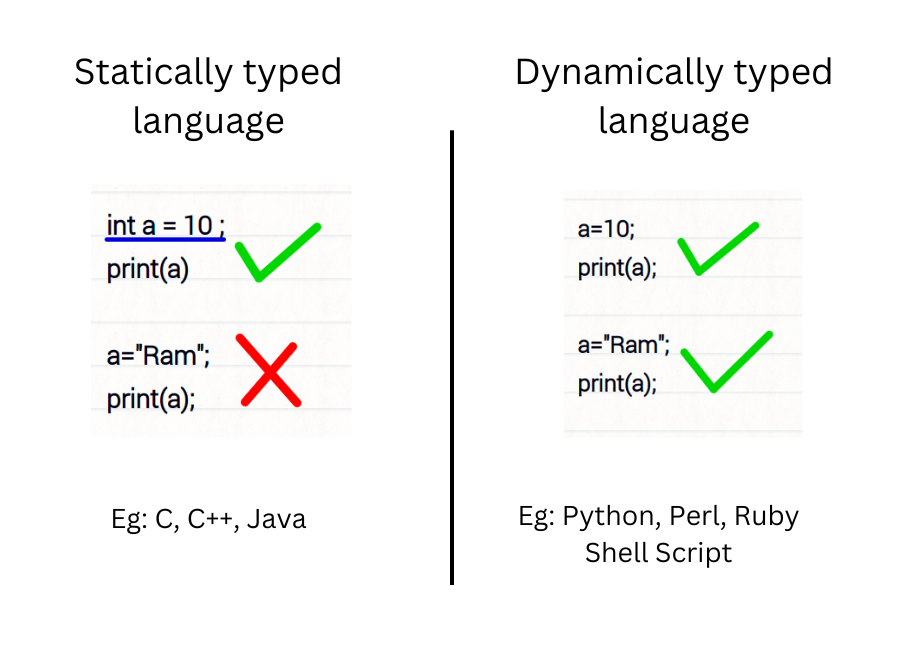 Statically typed
language
int a = 10 ;
print(a)
a="Ram";
print(a);
Eg: C, C++, Java
Dynamically typed
language
a=10;
print(a);
a="Ram";
print(a);
Eg: Python, Perl, Ruby
Shell Script